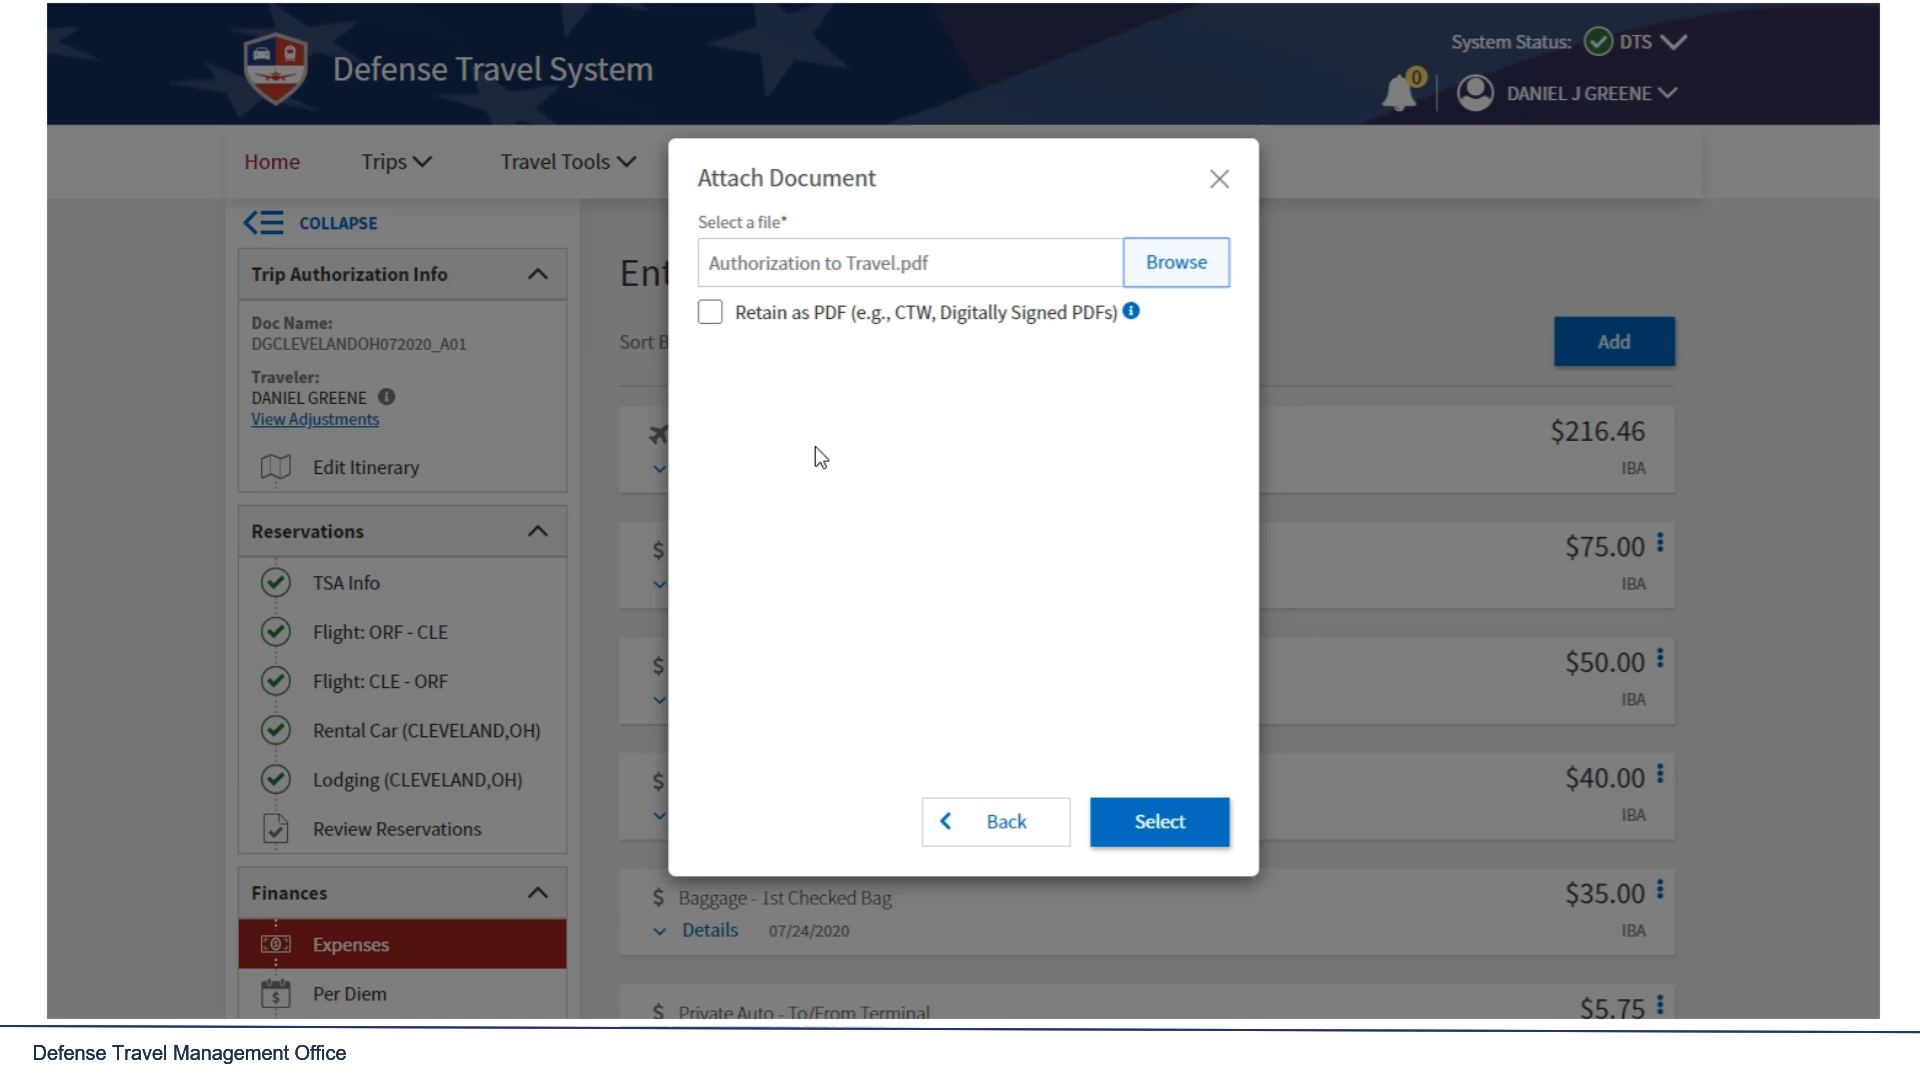 Defense Travel System
System Status: DTS
0
DANIEL J GREENE
Home
Trips
Travel Tools
COLLAPSE
Trip Authorization Info
Doc Name:
DGCLEVELANDOH072020_A01
Traveler:
DANIEL GREENE
View Adjustments
Edit Itinerary
Reservations
TSA Info
Flight: ORF - CLE
Flight: CLE - ORF
Rental Car (CLEVELAND,OH)
Lodging (CLEVELAND,OH)
Review Reservations
Finances
Expenses
Per Diem
Attach Document
Select a file*
Authorization to Travel.pdf
Browse
Retain as PDF (e.g., CTW, Digitally Signed PDFs)
Back
Select
Sort
Add
$216.46
IBA
$ $75.00
IBA
$ $50.00
IBA
$ $40.00
IBA
$ Baggage - 1st Checked Bag $35.00
Details 07/24/2020 IBA
$ Private Auto - To/From Terminal $5.75
Defense Travel Management Office